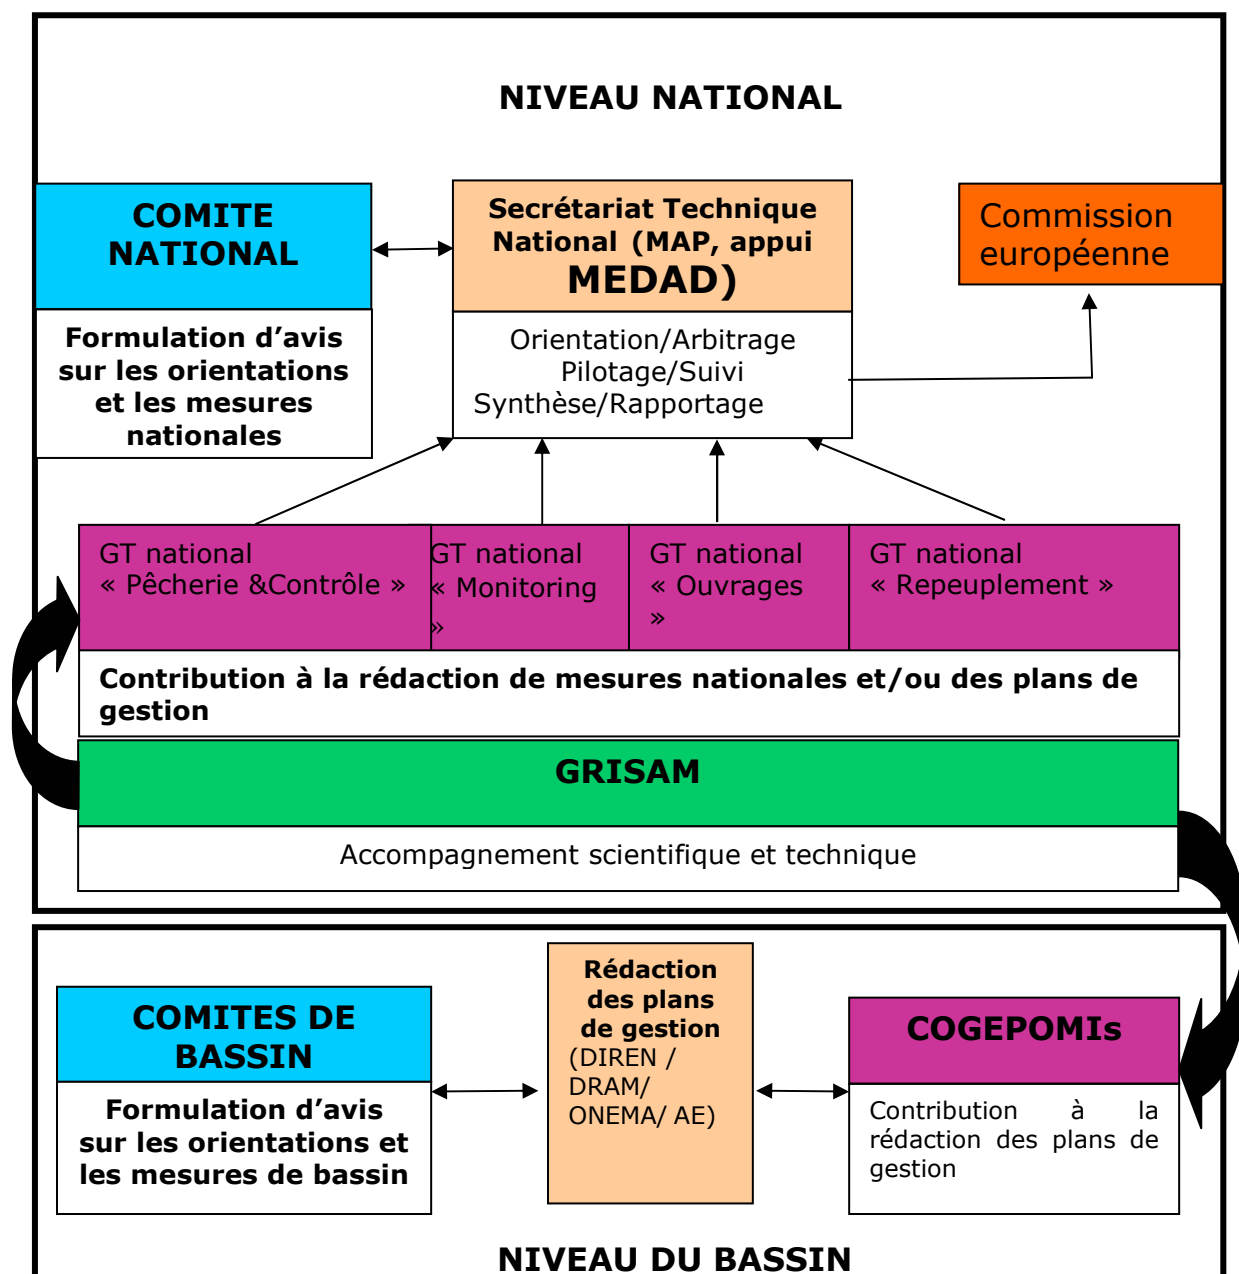 NIVEAU NATIONAL
COMITE
NATIONAL
Formulation d’avis
sur les orientations
et les mesures
nationales
Secrétariat Technique
National (MAP, appui
MEDAD)
Orientation/Arbitrage
Pilotage/Suivi
Synthèse/Rapportage
Commission
européenne
GT national
« Pêcherie &Contrôle »
GT national
« Monitoring
»
GT national
« Ouvrages
»
GT national
« Repeuplement »
Contribution à la rédaction de mesures nationales et/ou des plans de
gestion
GRISAM
Accompagnement scientifique et technique
COMITES DE
BASSIN
Formulation d’avis
sur les orientations et
les mesures de bassin
Rédaction
des plans
de gestion
(DIREN /
DRAM/
ONEMA/ AE)
COGEPOMIs
Contribution à la
rédaction des plans de
gestion
NIVEAU DU BASSIN